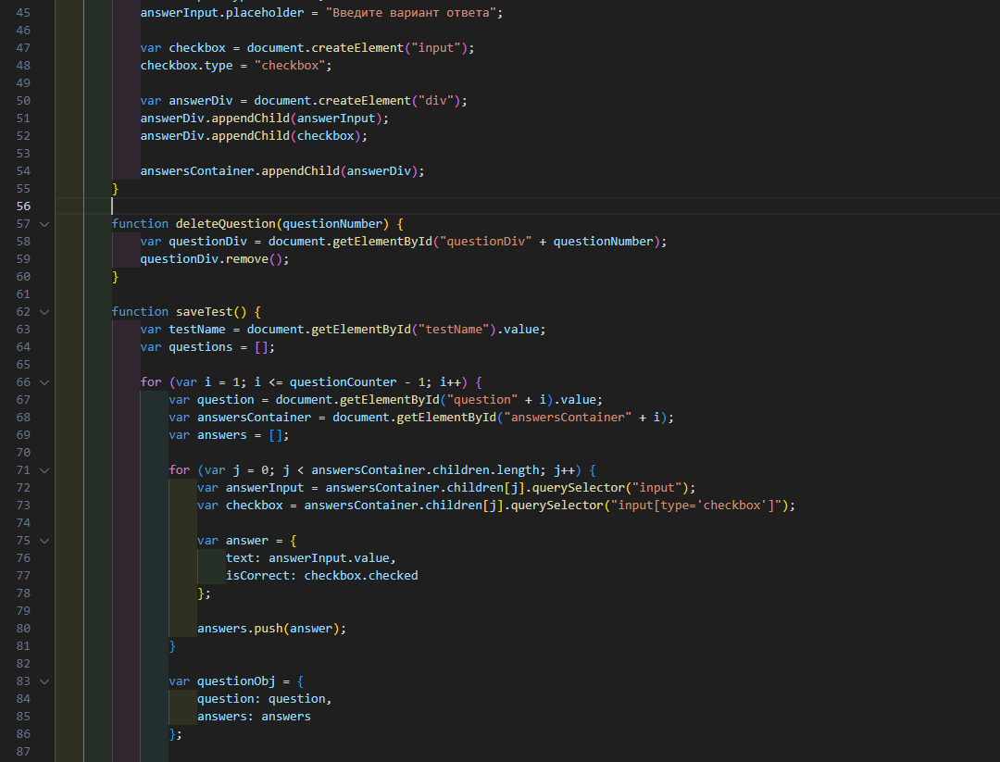 45 answerInput.placeholder = "Введите вариант ответа";
46
47 var checkbox = document.createElement("input");
48 checkbox.type = "checkbox";
49
50 var answerDiv = document.createElement("div");
51 answerDiv.appendChild(answerInput);
52 answerDiv.appendChild(checkbox);
53
54 answersContainer.appendChild(answerDiv);
55 }
56
57 function deleteQuestion(questionNumber) {
58 var questionDiv = document.getElementById("questionDiv" + questionNumber);
59 questionDiv.remove();
60 }
61
62 function saveTest() {
63 var testName = document.getElementById("testName").value;
64 var questions = [];
65
66 for (var i = 1; i <= questionCounter - 1; i++) {
67 var question = document.getElementById("question" + i).value;
68 var answersContainer = document.getElementById("answersContainer" + i);
69 var answers = [];
70
71 for (var j = 0; j < answersContainer.children.length; j++) {
72 var answerInput = answersContainer.children[j].querySelector("input");
73 var checkbox = answersContainer.children[j].querySelector("input[type='checkbox']");
74
75 var answer = {
76 text: answerInput.value,
77 isCorrect: checkbox.checked
78 };
79
80 answers.push(answer);
81 }
82
83 var questionObj = {
84 question: question,
85 answers: answers
86 };
87